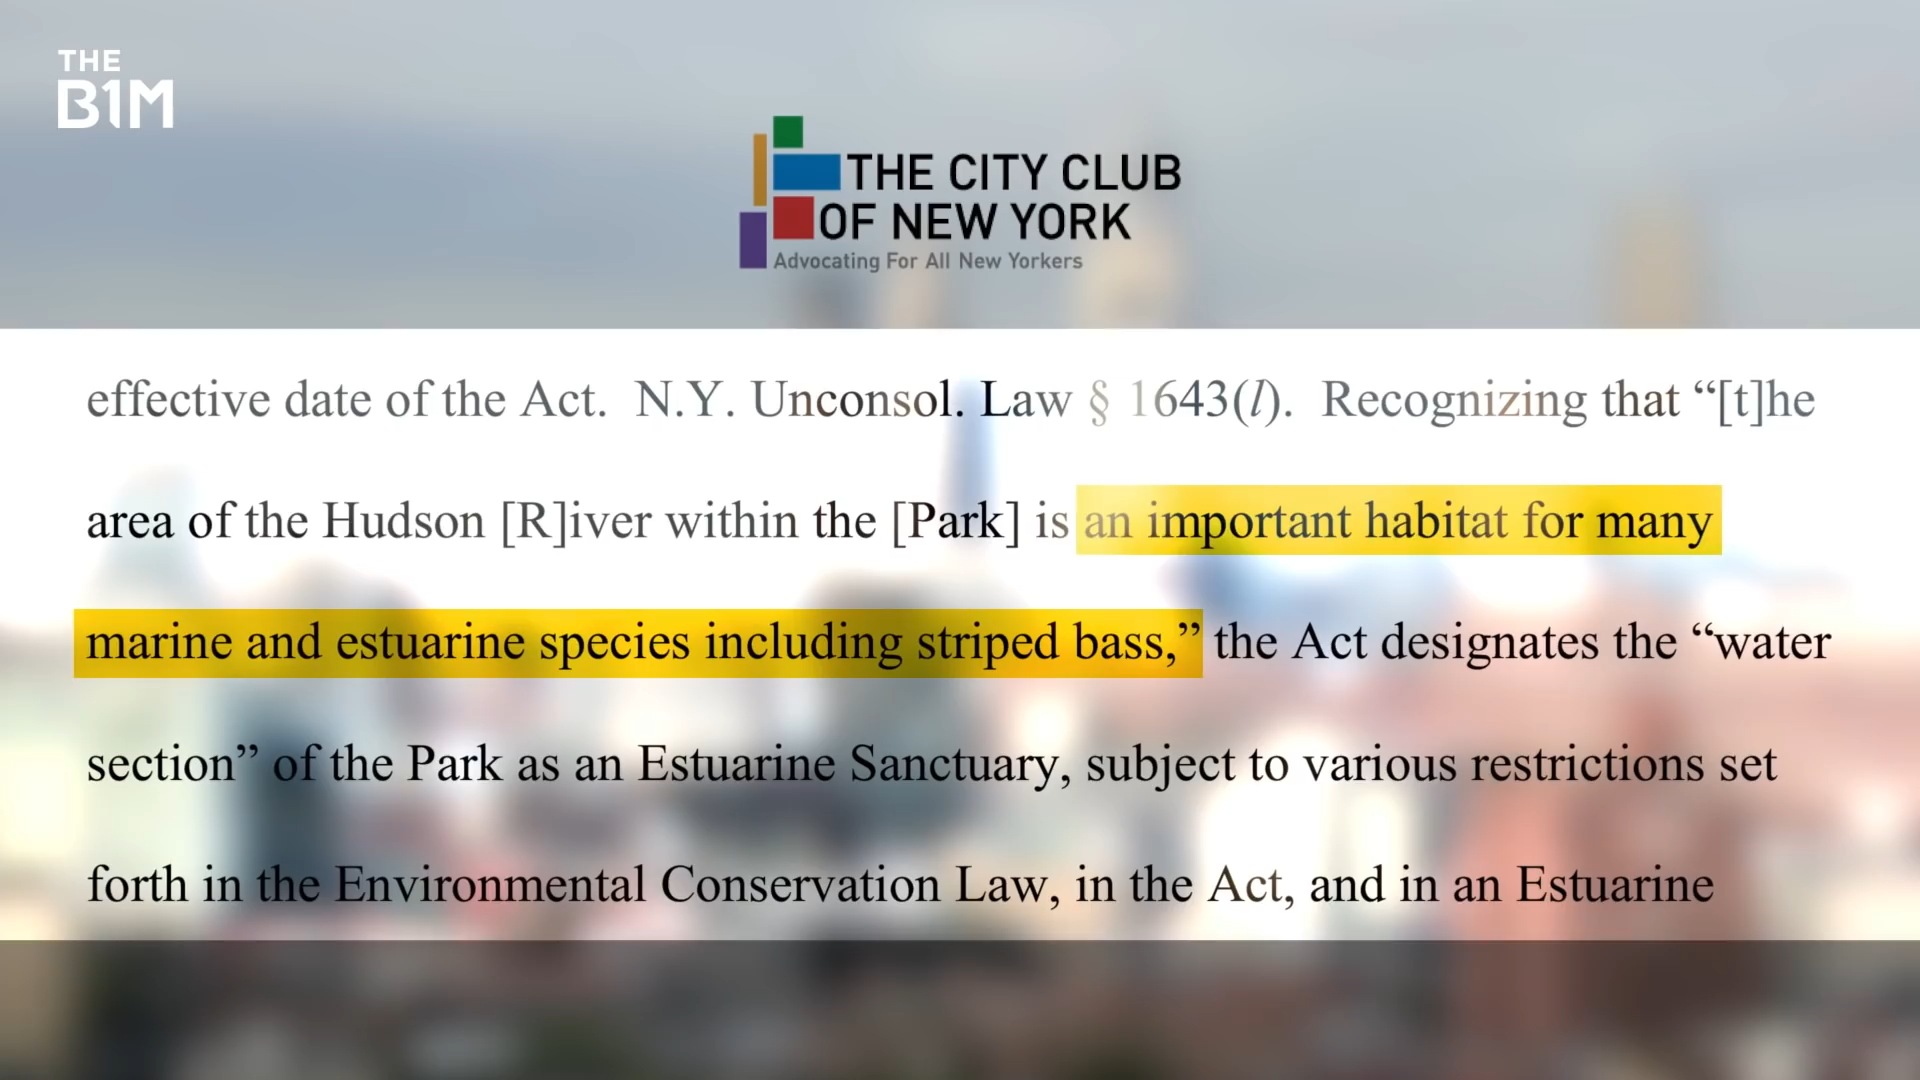 THE
B1M
THE CITY CLUB
OF NEW YORK
Advocating For All New Yorkers
effective date of the Act. N.Y. Unconsol. Law § 1643(l). Recognizing that “[t]he
area of the Hudson [R]iver within the [Park] is an important habitat for many
marine and estuarine species including striped bass,” the Act designates the “water
section” of the Park as an Estuarine Sanctuary, subject to various restrictions set
forth in the Environmental Conservation Law, in the Act, and in an Estuarine